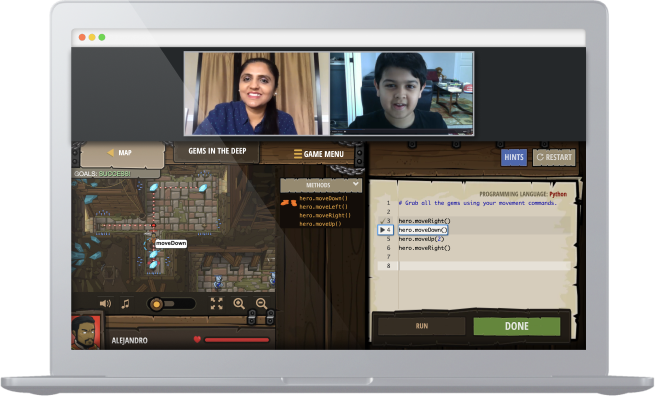 MAP
GEMS IN THE DEEP
GAME MENU
HINTS
RESTART
GOALS: SUCCESS!
METHODS
hero.moveDown()
hero.moveLeft()
hero.moveRight()
hero.moveUp()
moveDown
PROGRAMMING LANGUAGE: Python
1 # Grab all the gems using your movement commands.
2
3 hero.moveRight()
4 hero.moveDown()
5 hero.moveUp(2)
6 hero.moveRight()
7
8
RUN
DONE
ALEJANDRO